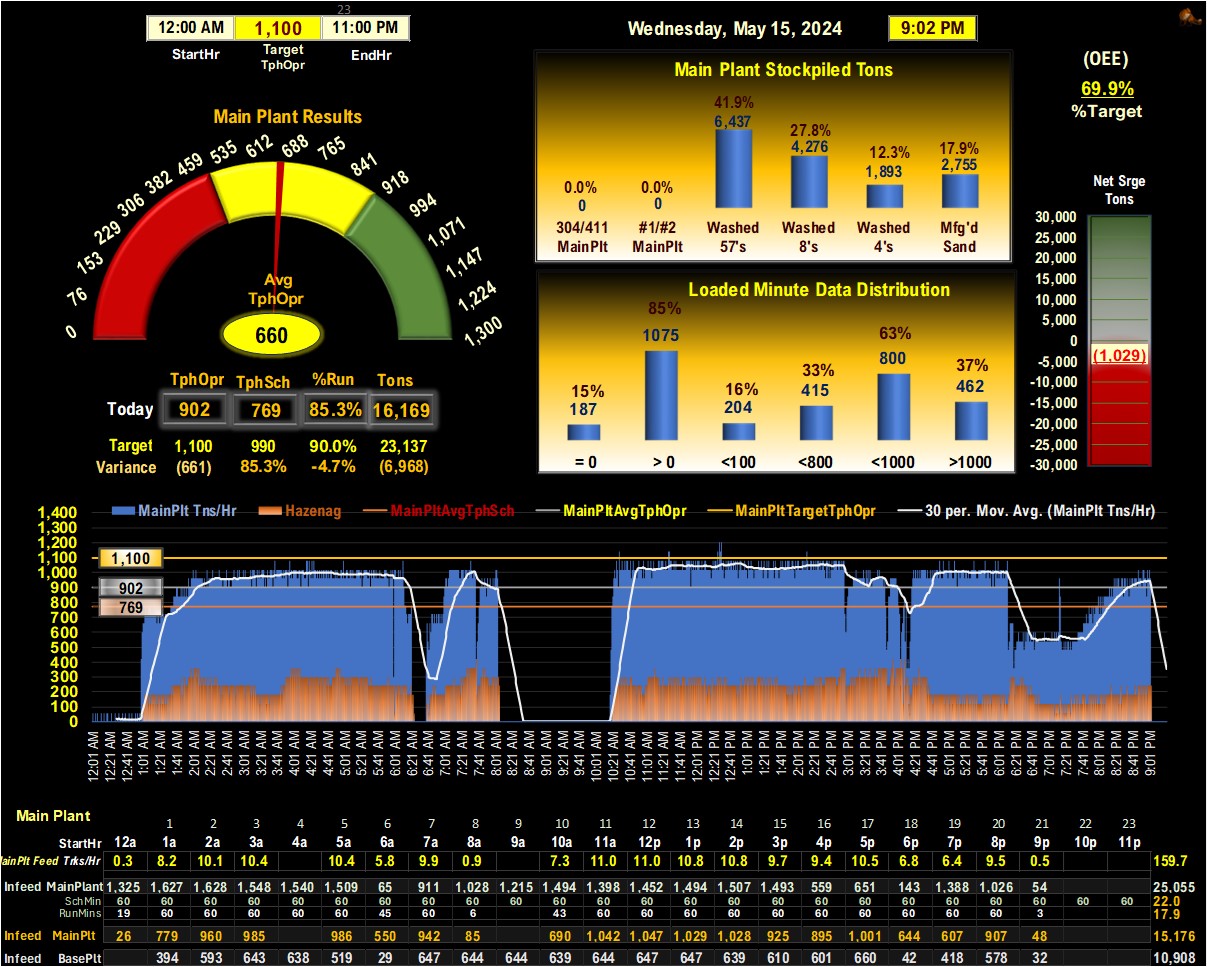 23
12:00 AM 1,100 11:00 PM
StartHr Target TphOpr EndHr
Wednesday, May 15, 2024 9:02 PM
(OEE)
69.9%
%Target
Main Plant Results
0 76 153 229 306 382 459 535 612 688 765 841 918 994 1,071 1,147 1,224 1,300
Avg
TphOpr
660
TphOpr TphSch %Run Tons
Today 902 769 85.3% 16,169
Target 1,100 990 90.0% 23,137
Variance (661) 85.3% -4.7% (6,968)
Main Plant Stockpiled Tons
0.0% 0.0% 41.9% 27.8% 12.3% 17.9%
0 0 6,437 4,276 1,893 2,755
304/411 #1/#2 Washed Washed Washed Mfg'd
MainPlt MainPlt 57's 8's 4's Sand
Loaded Minute Data Distribution
15% 85% 16% 33% 63% 37%
187 1075 204 415 800 462
= 0 > 0 <100 <800 <1000 >1000
Net Srge
Tons
30,000
25,000
20,000
15,000
10,000
5,000
0
(1,029)
-5,000
-10,000
-15,000
-20,000
-25,000
-30,000
MainPlt Tns/Hr Hazenag MainPltAvgTphSch MainPltAvgTphOpr MainPltTargetTphOpr 30 per. Mov. Avg. (MainPlt Tns/Hr)
1,400
1,300
1,200
1,100
1,000
900
800
700
600
500
400
300
200
100
0
1,100
902
769
12:01 AM 12:21 AM 12:41 AM 1:01 AM 1:21 AM 1:41 AM 2:01 AM 2:21 AM 2:41 AM 3:01 AM 3:21 AM 3:41 AM 4:01 AM 4:21 AM 4:41 AM 5:01 AM 5:21 AM 5:41 AM 6:01 AM 6:21 AM 6:41 AM 7:01 AM 7:21 AM 7:41 AM 8:01 AM 8:21 AM 8:41 AM 9:01 AM 9:21 AM 9:41 AM 10:01 AM 10:21 AM 10:41 AM 11:01 AM 11:21 AM 11:41 AM 12:01 PM 12:21 PM 12:41 PM 1:01 PM 1:21 PM 1:41 PM 2:01 PM 2:21 PM 2:41 PM 3:01 PM 3:21 PM 3:41 PM 4:01 PM 4:21 PM 4:41 PM 5:01 PM 5:21 PM 5:41 PM 6:01 PM 6:21 PM 6:41 PM 7:01 PM 7:21 PM 7:41 PM 8:01 PM 8:21 PM 8:41 PM 9:01 PM
Main Plant
1 2 3 4 5 6 7 8 9 10 11 12 13 14 15 16 17 18 19 20 21 22 23
StartHr 12a 1a 2a 3a 4a 5a 6a 7a 8a 9a 10a 11a 12p 1p 2p 3p 4p 5p 6p 7p 8p 9p 10p 11p
MainPlt Feed Trks/Hr 0.3 8.2 10.1 10.4 10.4 5.8 9.9 0.9 7.3 11.0 11.0 10.8 10.8 9.7 9.4 10.5 6.8 6.4 9.5 0.5 159.7
Infeed MainPlant 1,325 1,627 1,628 1,548 1,540 1,509 65 911 1,028 1,215 1,494 1,398 1,452 1,494 1,507 1,493 559 651 143 1,388 1,026 54 25,055
SchMin 60 60 60 60 60 60 60 60 60 60 60 60 60 60 60 60 60 60 60 60 60 60 60 60 22.0
RunMins 19 60 60 60 60 45 60 6 43 60 60 60 60 60 60 60 60 60 60 3 17.9
Infeed MainPlt 26 779 960 985 986 550 942 85 690 1,042 1,047 1,029 1,028 925 895 1,001 644 607 907 48 15,176
Infeed BasePlt 394 593 643 638 519 29 647 644 644 639 644 647 647 639 610 601 660 42 418 578 32 10,908